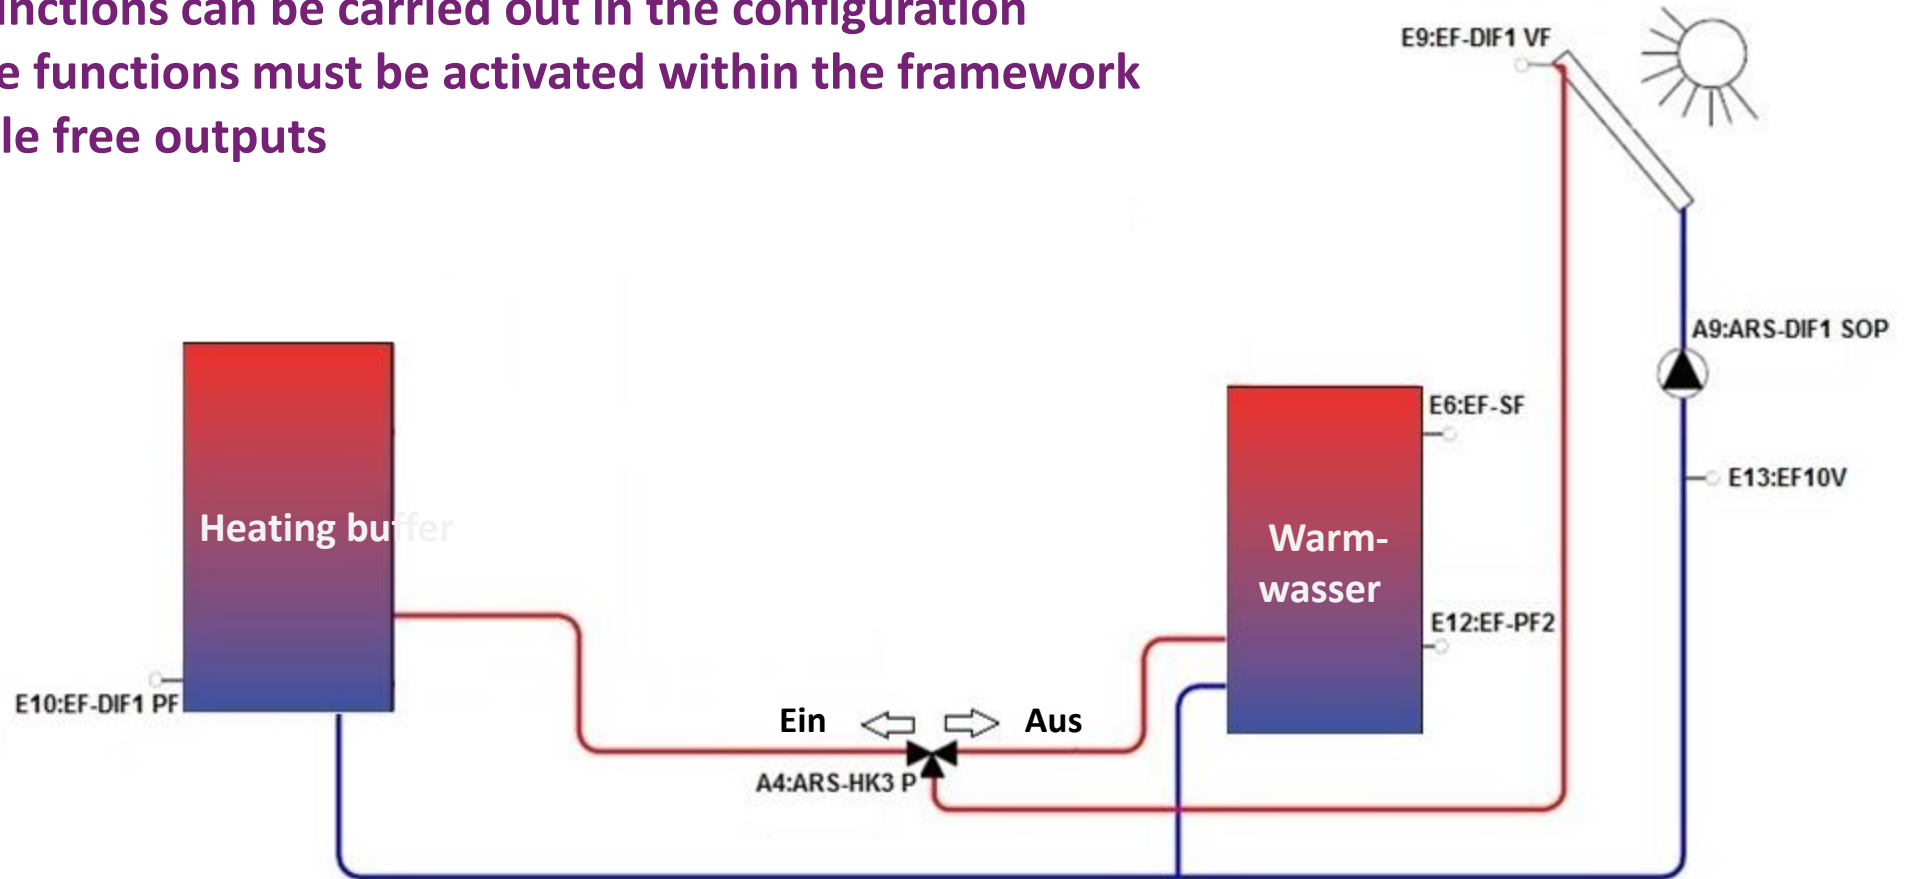 nctions can be carried out in the configuration
e functions must be activated within the framework
le free outputs
E9:EF-DIF1 VF
A9:ARS-DIF1 SOP
E6:EF-SF
E13:EF10V
Heating buffer
Warm-
wasser
E12:EF-PF2
E10:EF-DIF1 PF
Ein
Aus
A4:ARS-HK3 P